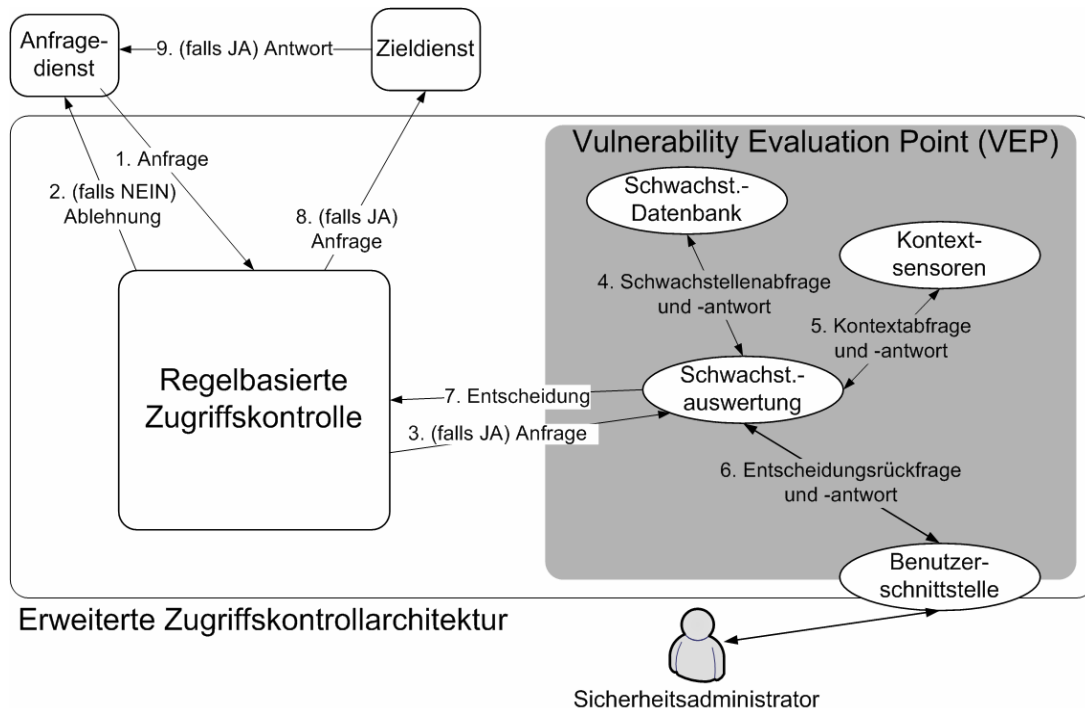 Anfrage-
dienst
9. (falls JA) Antwort
Zieldienst
1. Anfrage
2. (falls NEIN)
Ablehnung
8. (falls JA)
Anfrage
Vulnerability Evaluation Point (VEP)
Schwachst.-
Datenbank
Kontext-
sensoren
4. Schwachstellenabfrage
und -antwort
5. Kontextabfrage
und -antwort
Regelbasierte
Zugriffskontrolle
7. Entscheidung
Schwachst.-
auswertung
3. (falls JA) Anfrage
6. Entscheidungsrückfrage
und -antwort
Benutzer-
schnittstelle
Erweiterte Zugriffskontrollarchitektur
Sicherheitsadministrator